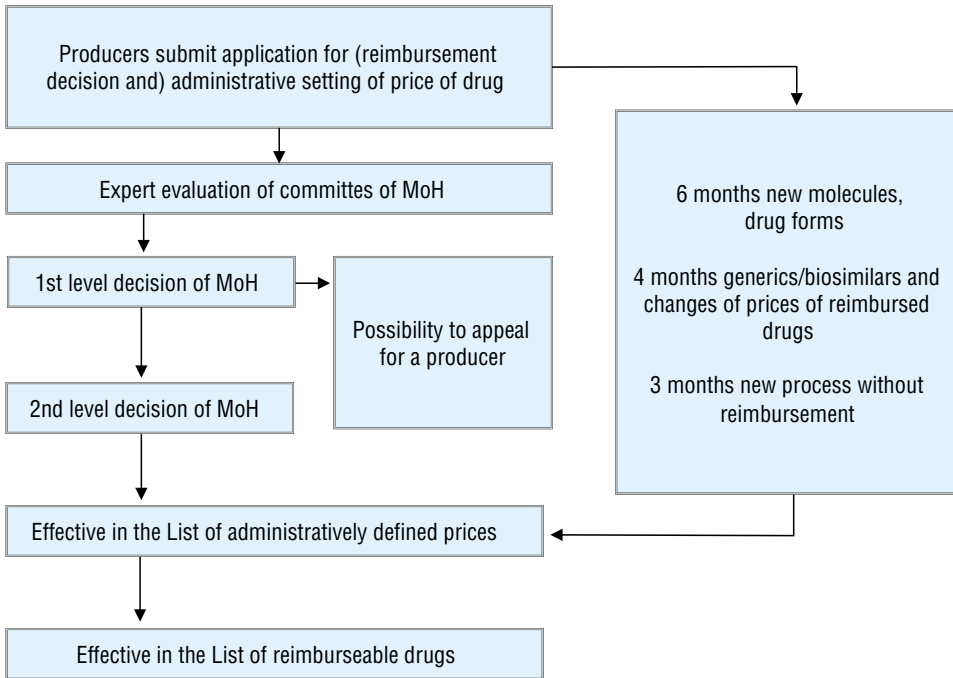 Producers submit application for (reimbursement
decision and) administrative setting of price of drug
Expert evaluation of committes of MoH
1st level decision of MoH
Possibility to appeal
for a producer
2nd level decision of MoH
6 months new molecules,
drug forms
4 months generics/biosimilars and
changes of prices of reimbursed
drugs
3 months new process without
reimbursement
Effective in the List of administratively defined prices
Effective in the List of reimburseable drugs